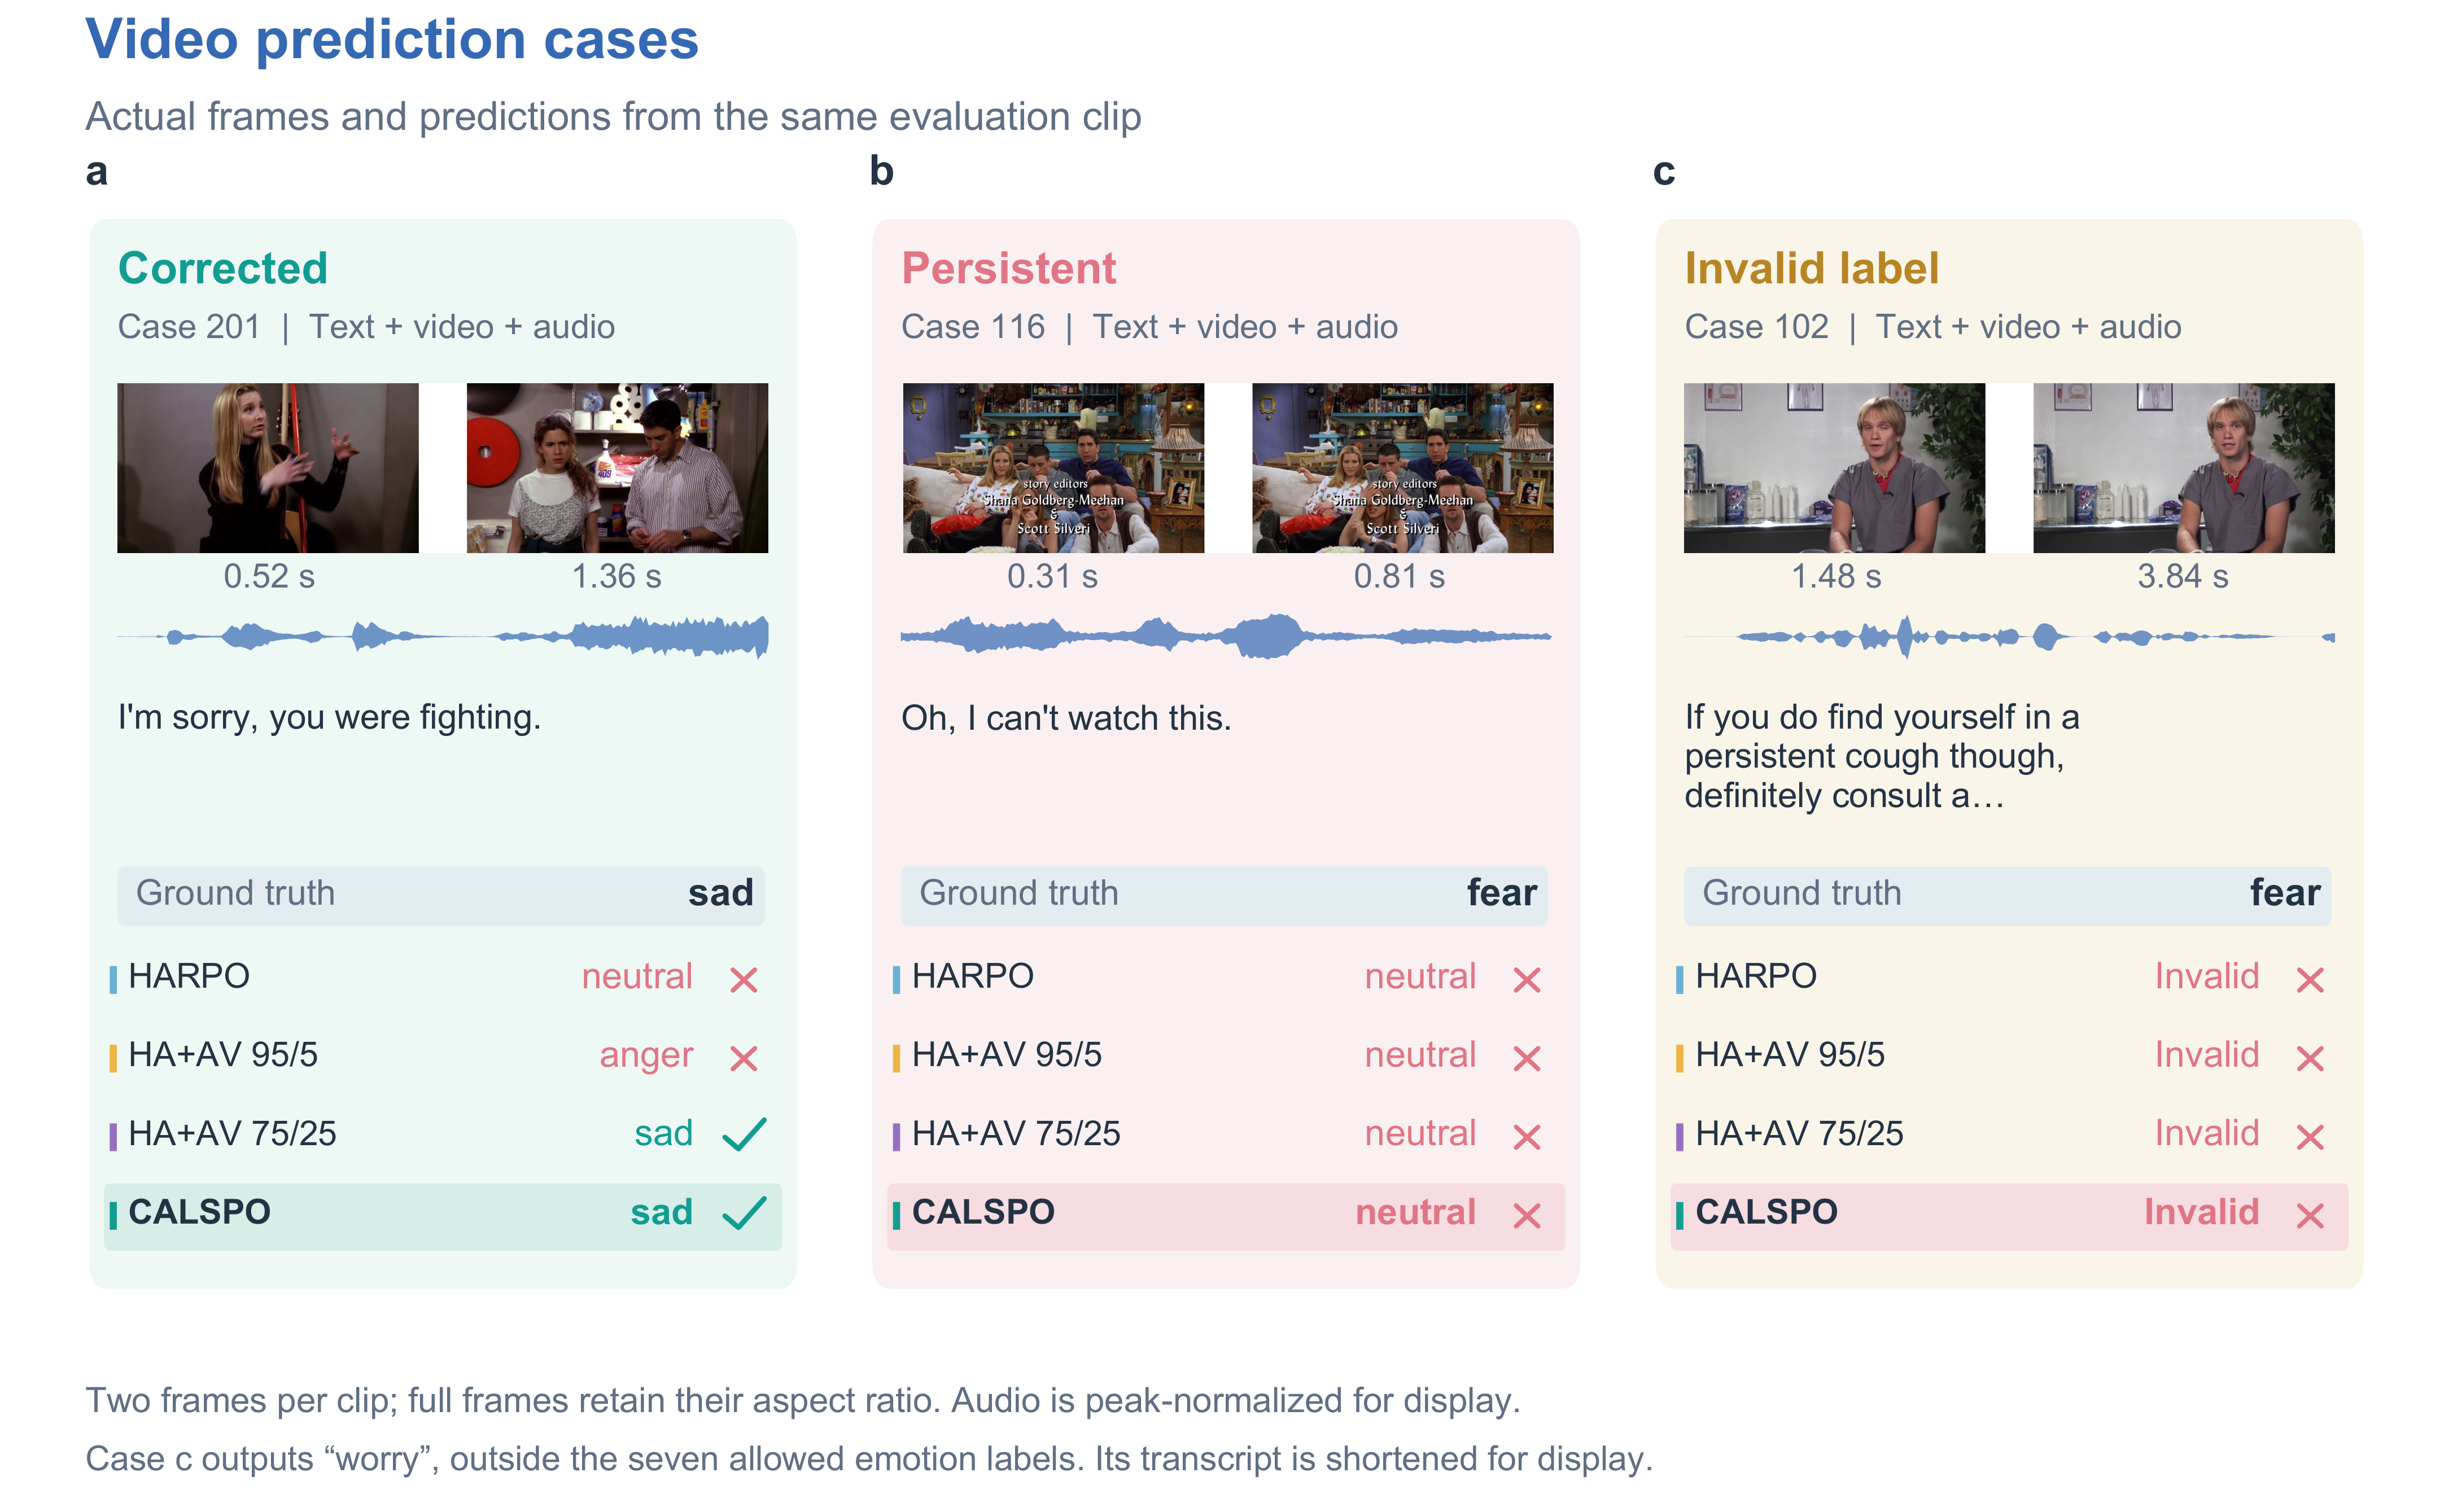 Video prediction cases
Actual frames and predictions from the same evaluation clip
a
Corrected
Case 201 | Text + video + audio
0.52 s
409
1.36 s
I'm sorry, you were fighting.
Ground truth sad
HARPO neutral ✕
HA+AV 95/5 anger ✕
HA+AV 75/25 sad ✓
CALSPO sad ✓
b
Persistent
Case 116 | Text + video + audio
story editors
Shana Goldberg-Meehan
&
Scott Silveri
0.31 s
story editors
Shana Goldberg-Meehan
&
Scott Silveri
0.81 s
Oh, I can't watch this.
Ground truth fear
HARPO neutral ✕
HA+AV 95/5 neutral ✕
HA+AV 75/25 neutral ✕
CALSPO neutral ✕
c
Invalid label
Case 102 | Text + video + audio
1.48 s
3.84 s
If you do find yourself in a
persistent cough though,
definitely consult a…
Ground truth fear
HARPO Invalid ✕
HA+AV 95/5 Invalid ✕
HA+AV 75/25 Invalid ✕
CALSPO Invalid ✕
Two frames per clip; full frames retain their aspect ratio. Audio is peak-normalized for display.
Case c outputs “worry”, outside the seven allowed emotion labels. Its transcript is shortened for display.